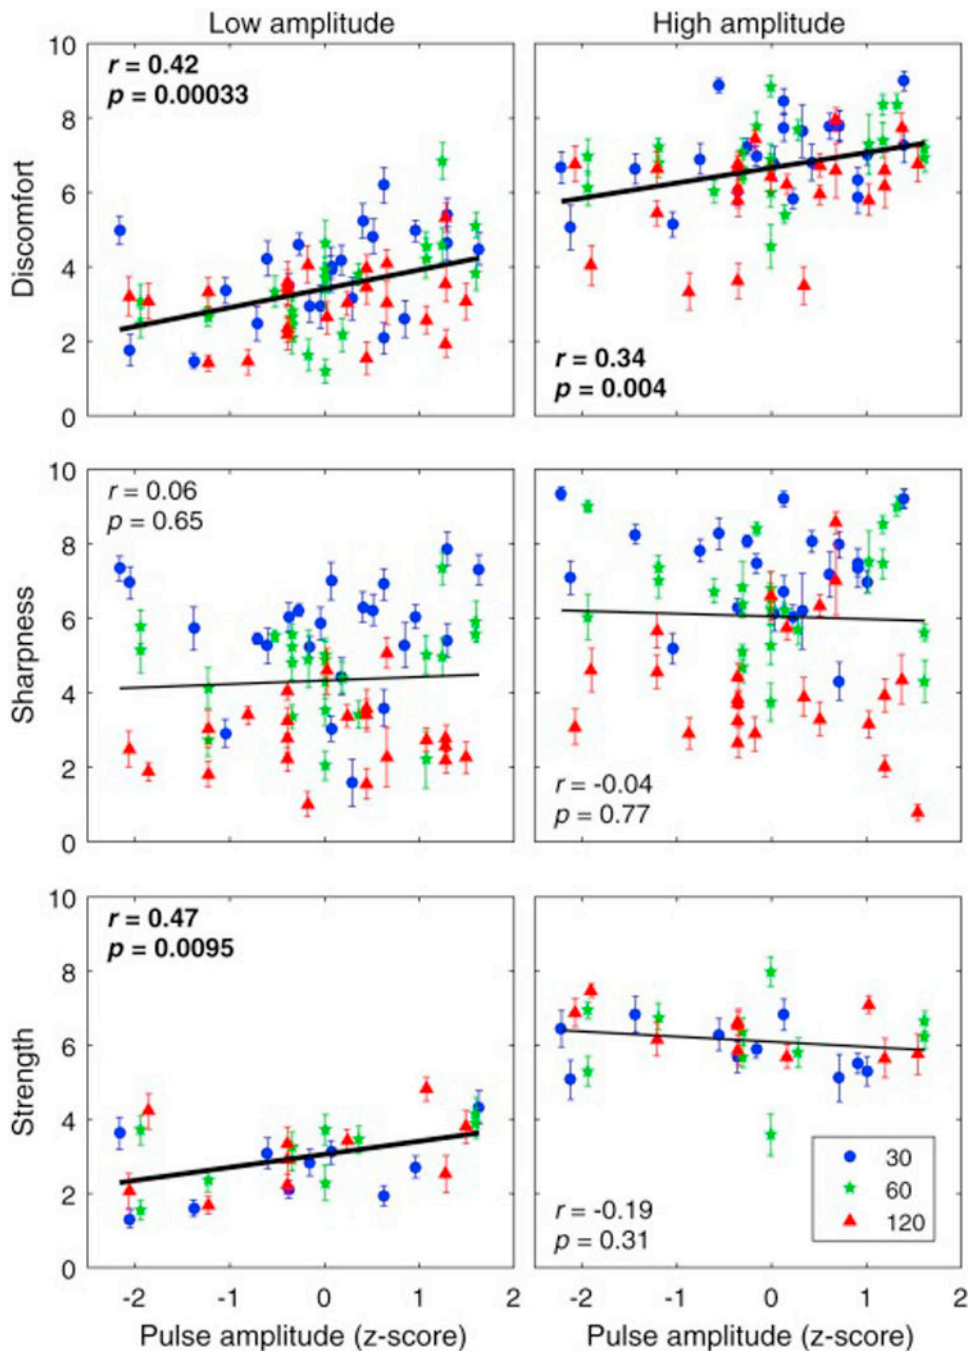 Low amplitude
High amplitude
r = 0.42
p = 0.00033
r = 0.34
p = 0.004
Discomfort
10
8
6
4
2
0
r = 0.06
p = 0.65
r = -0.04
p = 0.77
Sharpness
10
8
6
4
2
0
r = 0.47
p = 0.0095
r = -0.19
p = 0.31
Strength
10
8
6
4
2
0
30
60
120
-2 -1 0 1 2
-2 -1 0 1 2
Pulse amplitude (z-score)
Pulse amplitude (z-score)